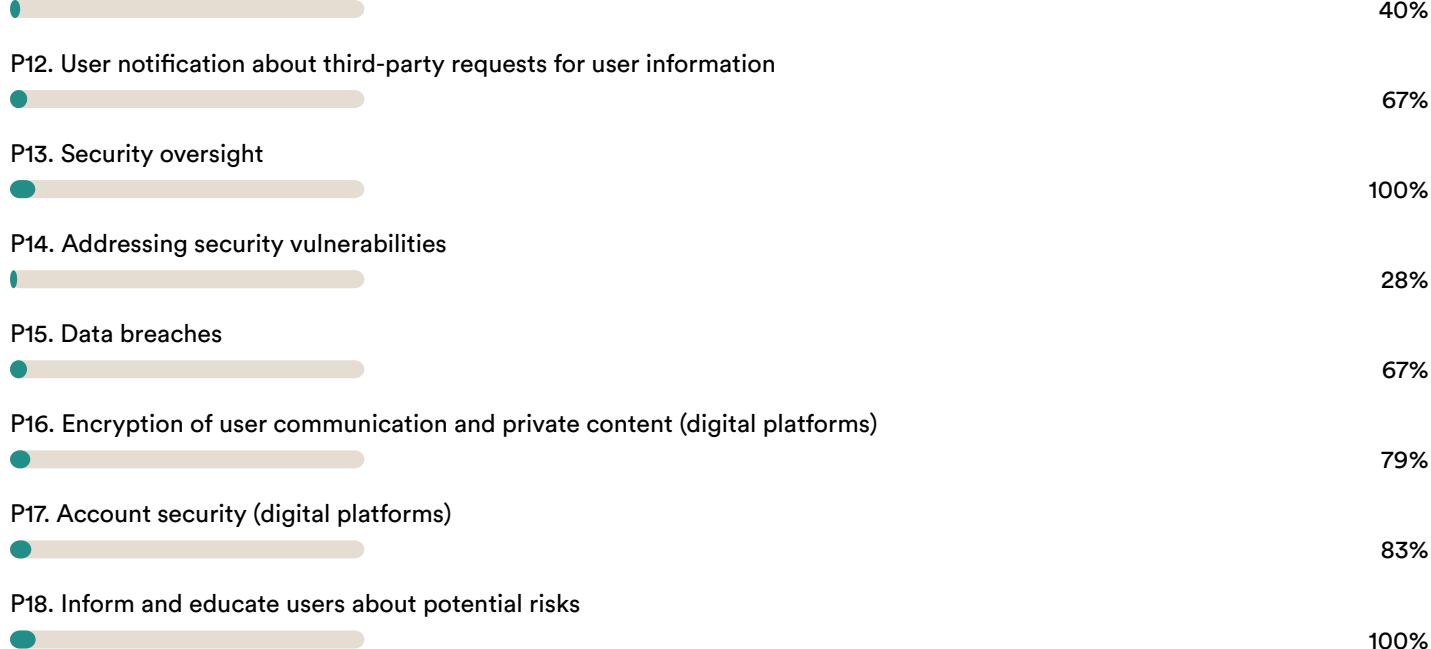 40%
P12. User notification about third-party requests for user information
67%
P13. Security oversight
100%
P14. Addressing security vulnerabilities
28%
P15. Data breaches
67%
P16. Encryption of user communication and private content (digital platforms)
79%
P17. Account security (digital platforms)
83%
P18. Inform and educate users about potential risks
100%